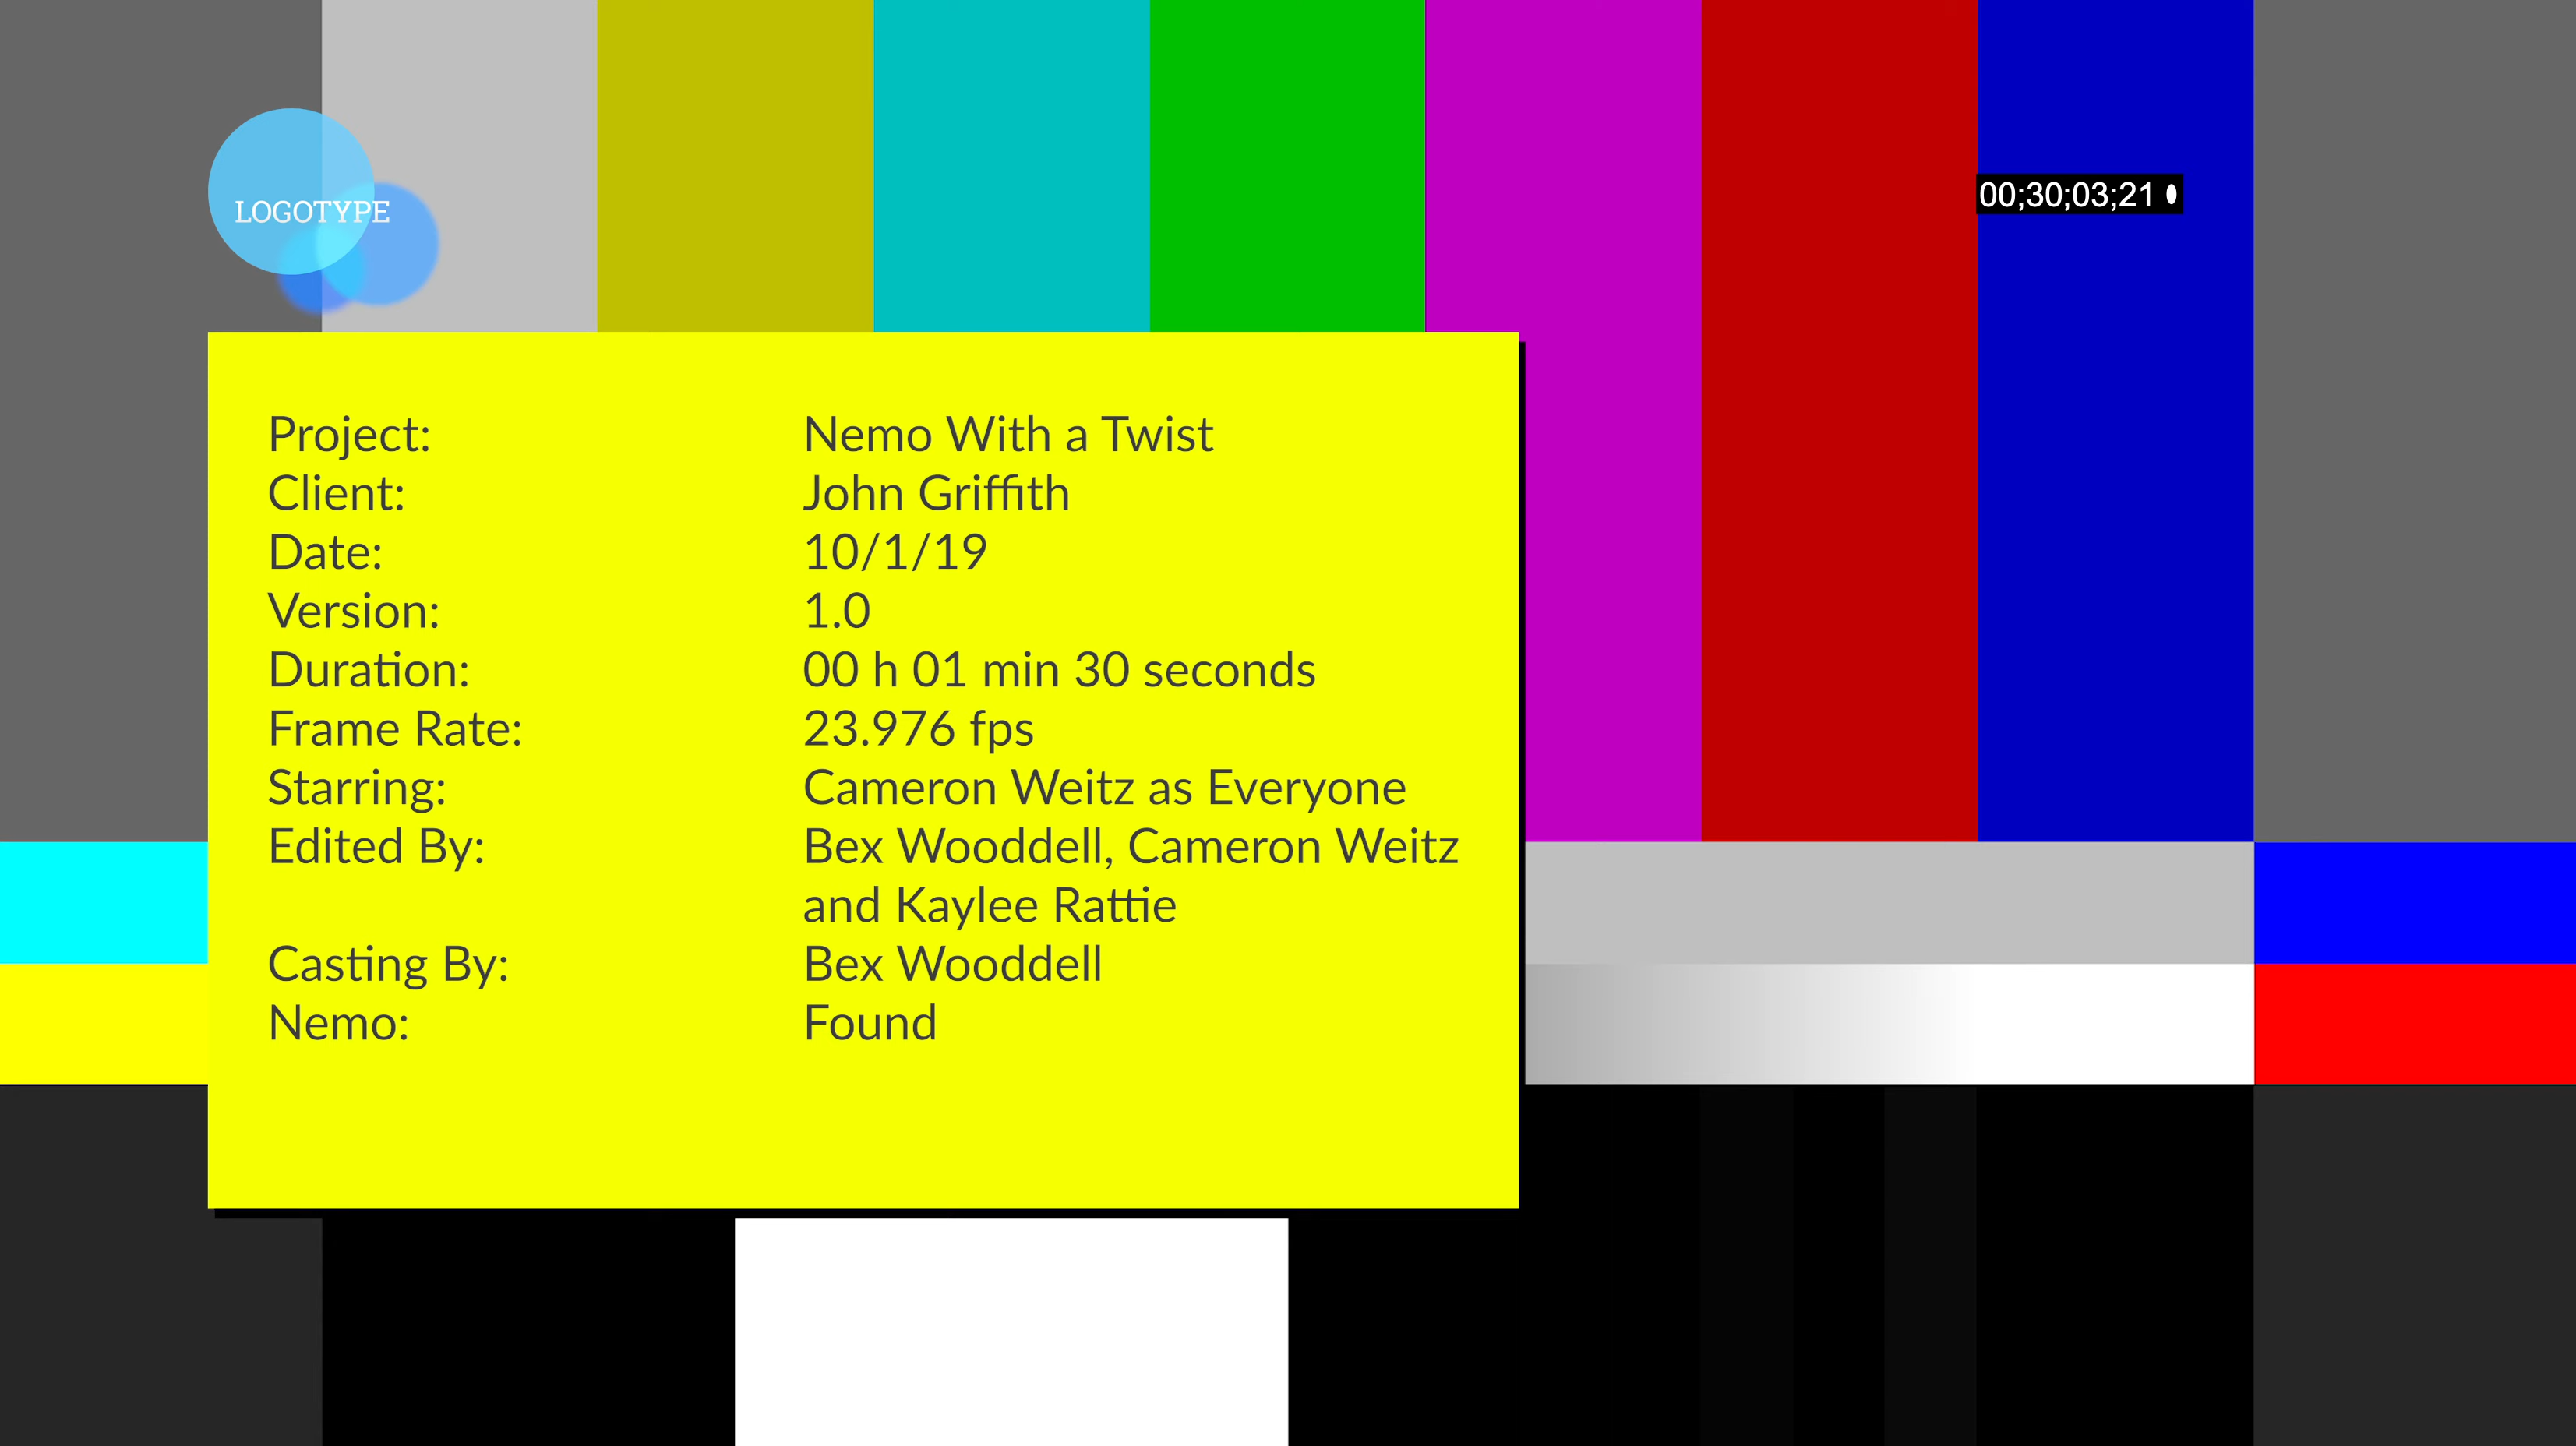 LOGOTYPE
00;30;03;21
Project: Nemo With a Twist
Client: John Griffith
Date: 10/1/19
Version: 1.0
Duration: 00 h 01 min 30 seconds
Frame Rate: 23.976 fps
Starring: Cameron Weitz as Everyone
Edited By: Bex Wooddell, Cameron Weitz
and Kaylee Rattie
Casting By: Bex Wooddell
Nemo: Found